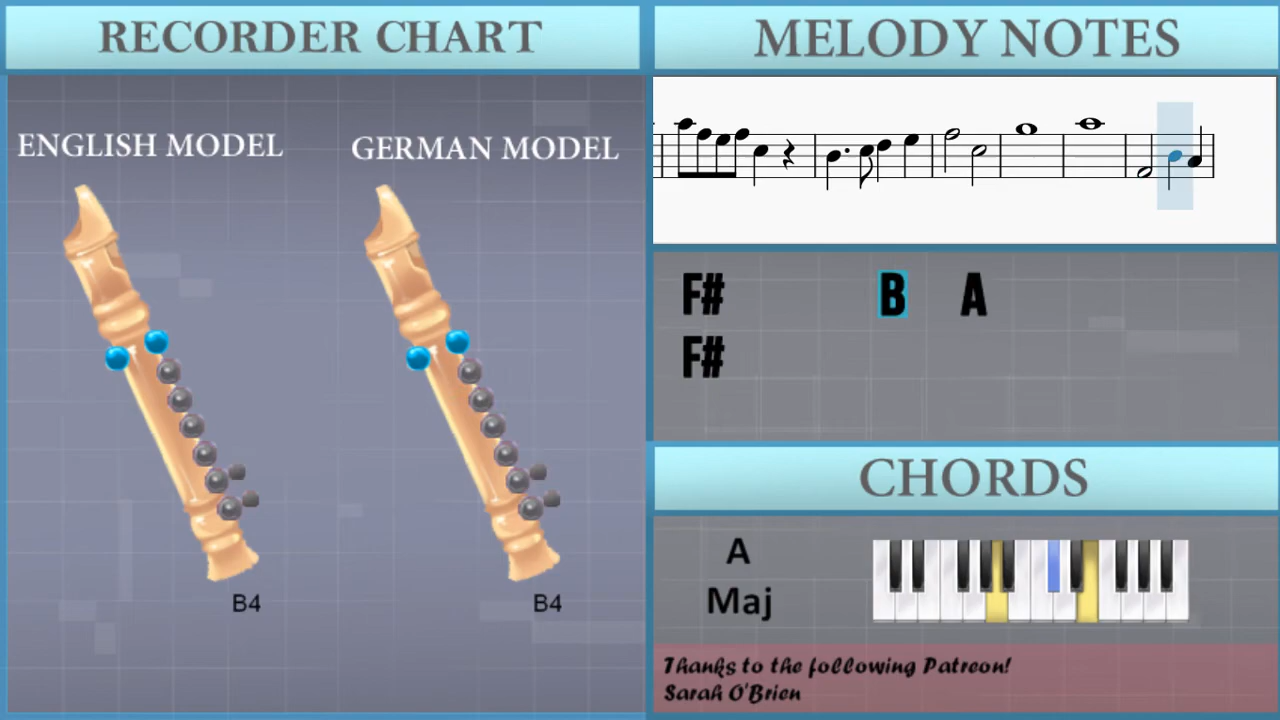 RECORDER CHART
MELODY NOTES
ENGLISH MODEL
GERMAN MODEL
F# B A
F#
CHORDS
A
Maj
B4
B4
Thanks to the following Patreon!
Sarah O'Brien